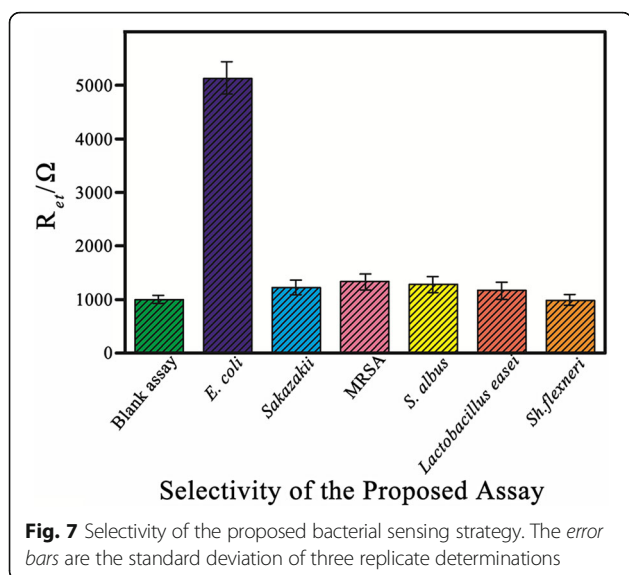 5000
4000
3000
2000
1000
0
R_et/Ω
Blank assay
E. coli
Sakazakii
MRSA
S. albus
Lactobacillus easei
Sh.flexneri
Selectivity of the Proposed Assay
Fig. 7 Selectivity of the proposed bacterial sensing strategy. The error
bars are the standard deviation of three replicate determinations